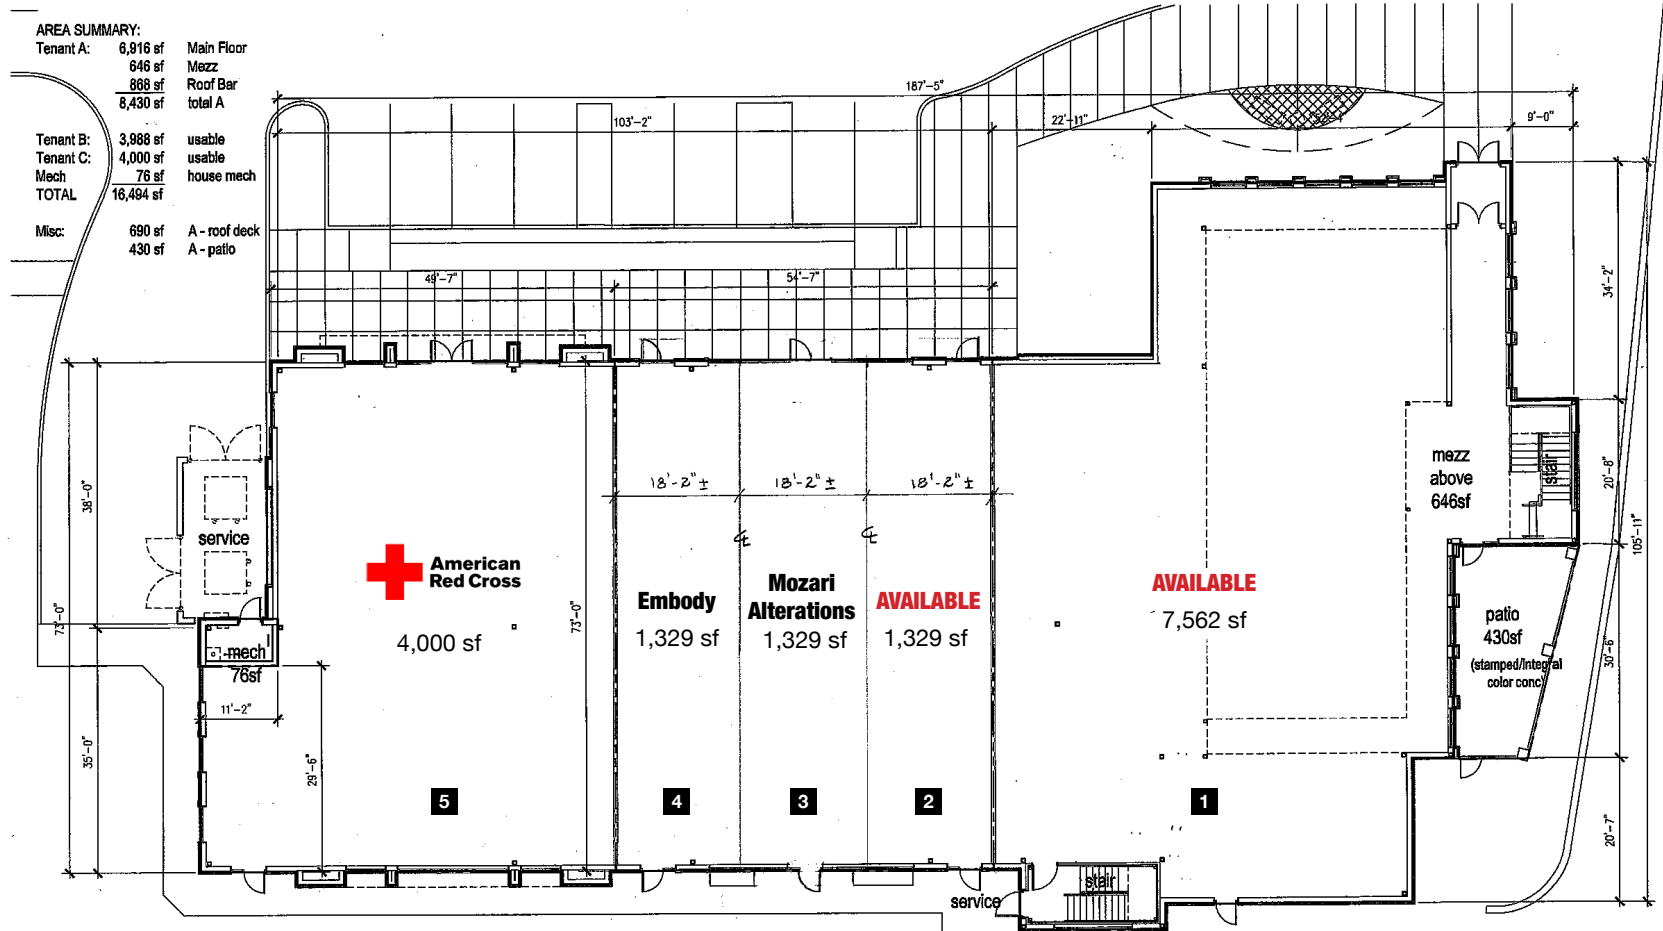 AREA SUMMARY:
Tenant A: 6,916 sf Main Floor
646 sf Mezz
868 sf Roof Bar
8,430 sf total A
Tenant B: 3,988 sf usable
Tenant C: 4,000 sf usable
Mech 76 sf house mech
TOTAL 16,494 sf
Misc: 690 sf A - roof deck
430 sf A - patio
187'-5"
103'-2"
22'-11"
9'-0"
49'-7"
54'-7"
34'-2"
38'-0"
73'-0"
35'-0"
service
mech
76sf
11'-2"
29'-6"
73'-0"
American
Red Cross
4,000 sf
5
18'-2" ±
18'-2" ±
18'-2" ±
Embody
1,329 sf
4
Mozari
Alterations
1,329 sf
3
AVAILABLE
1,329 sf
2
AVAILABLE
7,562 sf
1
mezz
above
646sf
stair
20'-8"
105'-11"
patio
430sf
(stamped/integral
color conc)
30'-6"
20'-7"
stair
service